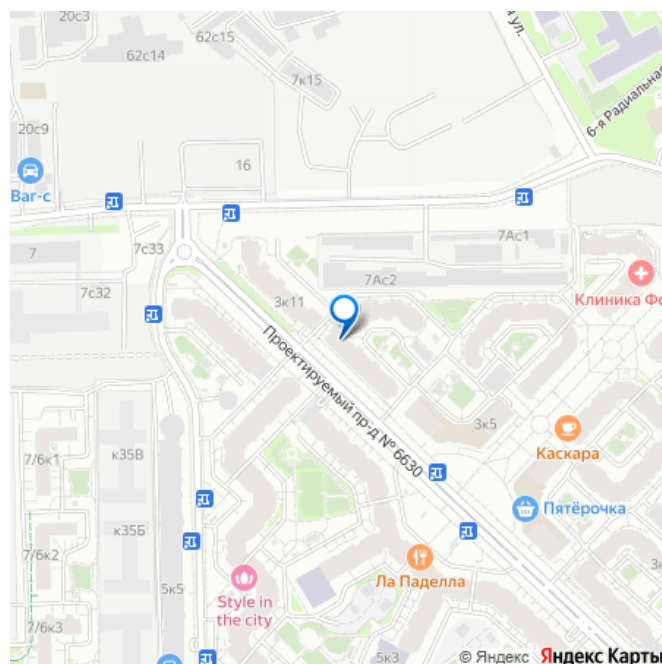 20с3
62с15
62с14
7к15
я ул.
6-я Радиальная
20с9
16
Ваг-с
7с33
7
7с32
7Ас1
7Ас2
3к11
Клиника Фо
Проектируемый пр-д № 6630
3к5
Каскара
7/6к1
к35В
Пятёрочка
к35Б
7/6к2
Ла Паделла
Style in
the city
5к5
7/6к3
5к3
© Яндекс Яндекс Карты